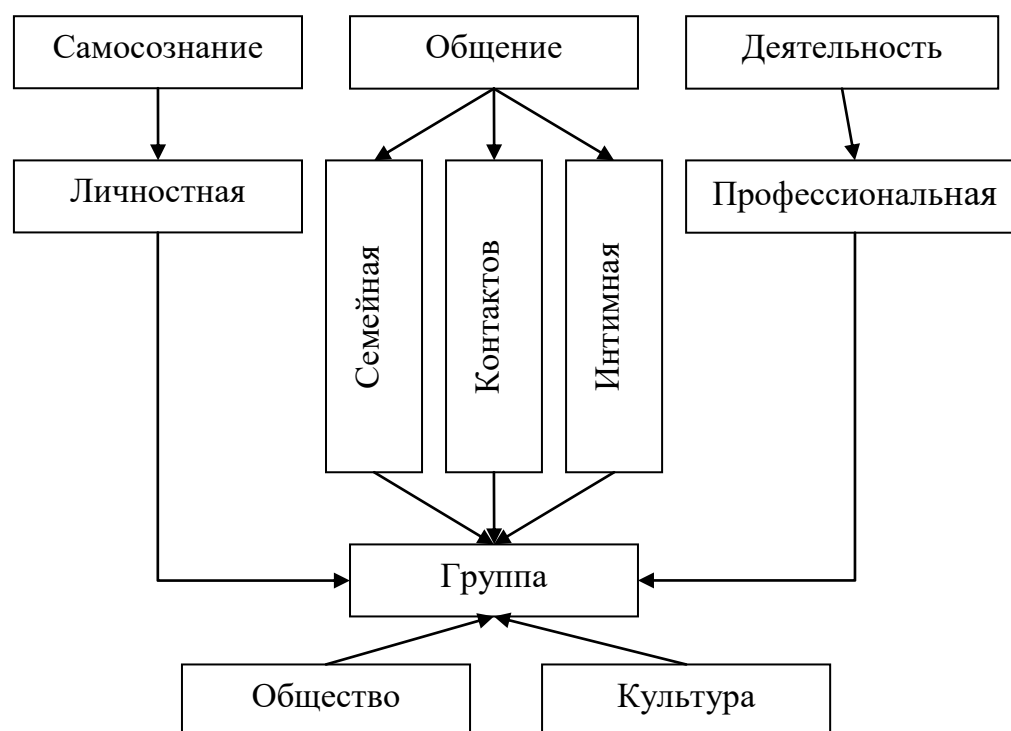 Самосознание
Общение
Деятельность
Личностная
Профессиональная
Семейная
Контактов
Интимная
Группа
Общество
Культура